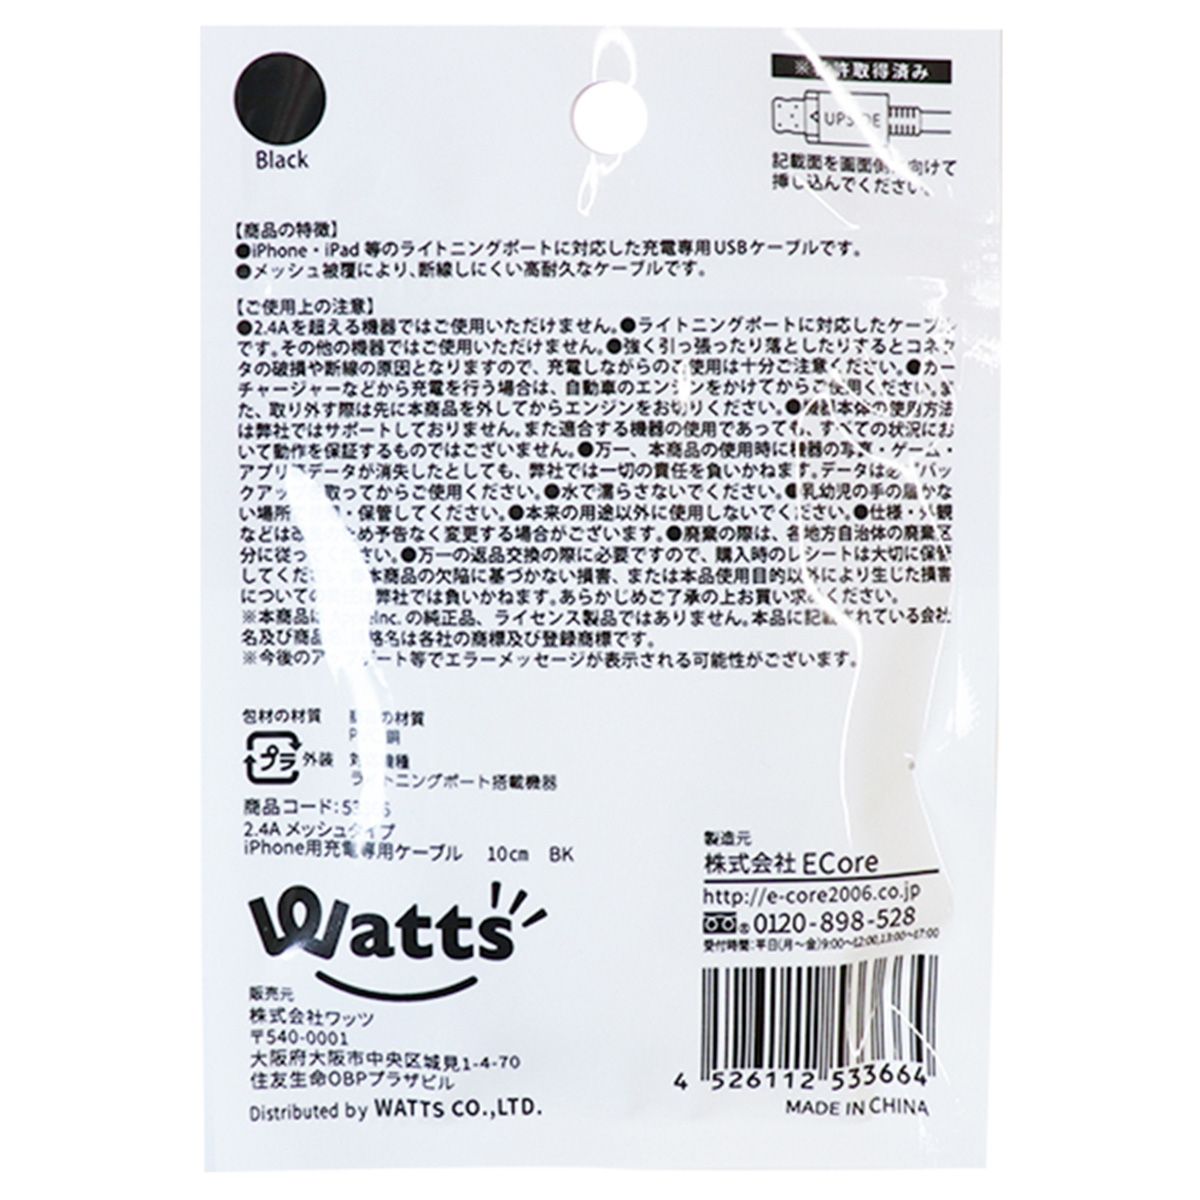 Black
許取得済み
UPSIDE
記載面を画面側 向けて
挿し込んでください。
【商品の特徴】
●iPhone・iPad 等のライトニングポートに対応した充電専用USBケーブルです。
●メッシュ被覆により、断線しにくい高耐久なケーブルです。
【ご使用上の注意】
●2.4Aを超える機器ではご使用いただけません。●ライトニングポートに対応したケーブル
です。その他の機器ではご使用いただけません。●強く引っ張ったり落としたりするとコネク
タの破損や断線の原因となりますので、充電しながらのご使用は十分ご注意ください。●カー
チャージャーなどから充電を行う場合は、自動車のエンジンをかけてからご使用ください。ま
た、取り外す際は先に本商品を外してからエンジンをお切りください。●機器本体の使用方法
は弊社ではサポートしておりません。また適合する機器の使用であっても、すべての状況にお
いて動作を保証するものではございません。●万一、本商品の使用時に機器の写真・ゲーム・
アプリ等データが消失したとしても、弊社では一切の責任を負いかねます。データは必ずバッ
クアップ 取ってからご使用ください。●水で濡らさないでください。●乳幼児の手の届かな
い場所で 保管してください。●本来の用途以外に使用しないでください。●仕様・外観
などは改良のため予告なく変更する場合がございます。●廃棄の際は、各地方自治体の廃棄区
分に従ってください。●万一の返品交換の際に必要ですので、購入時のレシートは大切に保管
してください。 本商品の欠陥に基づかない損害、または本品使用目的以外により生じた損害
についての責任は弊社では負いかねます。あらかじめご了承の上お買い求めください。
※本商品は AppleInc. の純正品、ライセンス製品ではありません。本品に記載されている会社
名及び商品名 規格名は各社の商標及び登録商標です。
※今後のアップデート等でエラーメッセージが表示される可能性がございます。
包材の材質
プラ 外装
の材質
銅
対応機種
ライトニングポート搭載機器
商品コード:
2.4A メッシュタイプ
iPhone用充電専用ケーブル 10cm BK
Watts
販売元
株式会社ワッツ
〒540-0001
大阪府大阪市中央区城見1-4-70
住友生命OBPプラザビル
Distributed by WATTS CO.,LTD.
製造元
株式会社 ECore
http://e-core2006.co.jp
0120-898-528
受付時間:平日(月〜金)9:00〜12:00,13:00〜17:00
4 526112 533664
MADE IN CHINA